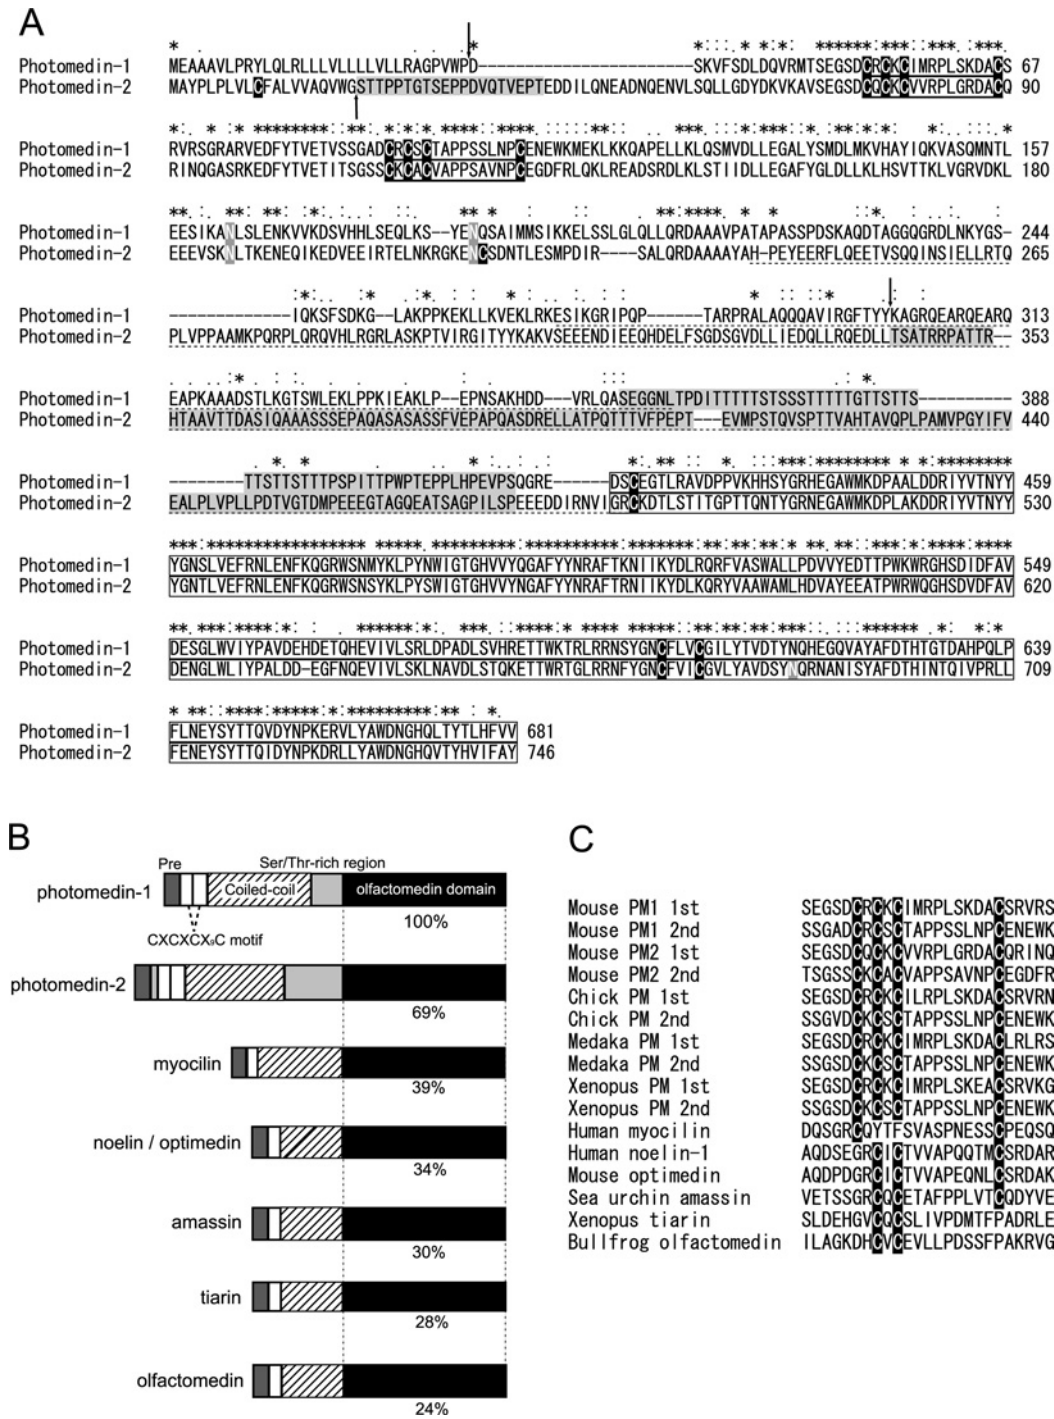 A
Photomedin-1 MEAAAVLPRYLQLRLLLVLLLLLVLLRAGPVWPD------------------------SKVFSDLDQVRMTSEGSDCRCKCIMRPLSKDACS 67
Photomedin-2 MAYPLPLVLCFALVVAQVWGSTTPPTGTSEPPDVQTVEPTEDDILQNEADNQENVLSQLLGDYDKVKAVSEGSDCQCKCVVRPLGRDACQ 90
Photomedin-1 RVRSGRARVEDFYTVETVSSGADCRCSCTAPPSSLNPCENEWKMEKLKKQAPELLKLQSMVDLLEGALYSMDLMKVHAYIQKVASQMNTL 157
Photomedin-2 RINQGASRKEDFYTVETITSGSSCKCACVAPPSAVNPCEGDFRLQKLREADSRDLKLSTIIDLLEGAFYGLDLLKLHSVTTKLVGRVDKL 180
Photomedin-1 EESIKANLSLENKVVKDSVHHLSEQLKS--YENQSAIMMSIKKELSSLGLQLLQRDAAAVPATAPASSPDSKAQDTAGGQGRDLNKYGS- 244
Photomedin-2 EEEVSKNLTKENEQIKEDVEEIRTELNKRGKENCSDNTLESMPDIR----SALQRDAAAAYAH-PEYEERFLQEETVSQQINSIELLRTQ 265
Photomedin-1 -------------IQKSFSDKG--LAKPPKEKLLKVEKLRKESIKGRIPQP------TARPRALAQQQAVIRGFTYYKAGRQEARQEARQ 313
Photomedin-2 PLVPPAAMKPQRPLQRQVHLRGRLASKPTVIRGITYYKAKVSEEENDIEEQHDELFSGDSGVDLLIEDQLLRQEDLLTSATRRPATTR-- 353
Photomedin-1 EAPKAAADSTLKGTSWLEKLPPKIEAKLP--EPNSAKHDD----VRLQASEGGNLTPDITTTTTSTSSSTTTTTGTTSTTS---------- 388
Photomedin-2 HTAAVTTDASIQAAASSSEPAQASASASSFVEPAPQASDRELLATPQTTTVFPEPT---EVMPSTQVSPTTVAHTAVQPLPAMVPGYIFV 440
Photomedin-1 --------TTSTTSTTTPSPITTPWPTEPPLHPEVPSQGRE------DSCEGTLRAVDPPVKHHSYGRHEGAWMKDPAALDDRIYVTNYY 459
Photomedin-2 EALPLVPLLLPDTVGTDMPEEEGTAGQEATSAGPILSPEEEDDIRNVIGRCKDTLSTITGPTTQNTYGRNEGAWMKDPLAKDDRIYVTNYY 530
Photomedin-1 YGNSLVEFRNLENFKQGRWSNMYKLPYNWIGTGHVVYQGAFYYNRAFTKNIIKYDLRQRFVASWALLPDVVYEDTTPWKWRGHSDIDFAV 549
Photomedin-2 YGNTLVEFRNLENFKQGRWSNSYKLPYSWIGTGHVVYNGAFYYNRAFTRNIIKYDLKQRYVAAWAMLHDVAYEEATPWRWQGHSDVDFAV 620
Photomedin-1 DESGLWVIYPAVDEHDETQHEVIVLSRLDPADLSVHRETTWKTRLRRNSYGNCFLVCGILYTVDTYNQHEGQVAYAFDTHTGTDAHPQLP 639
Photomedin-2 DENGLWLIYPALDD-EGFNQEVIVLSKLNAVDLSTQKETTWRTGLRRNFYGNCFVICGVLYAVDSYNQRNANISYAFDTHINTQIVPRLL 709
Photomedin-1 FLNEYSYTTQVDYNPKERVLYAWDNGHQLTYTLHFVV 681
Photomedin-2 FENEYSYTTQIDYNPKDRLLYAWDNGHQVTYHVIFAY 746
B
Pre
Ser/Thr-rich region
photomedin-1
Coiled-coil
olfactomedin domain
100%
CXCXCX₉C motif
photomedin-2
69%
myocilin
39%
noelin / optimedin
34%
amassin
30%
tiarin
28%
olfactomedin
24%
C
Mouse PM1 1st SEGSDCRCKCIMRPLSKDACSRVRS
Mouse PM1 2nd SSGADCRCSCTAPPSSLNPCENEWK
Mouse PM2 1st SEGSDCQCKCVVRPLGRDACQRINQ
Mouse PM2 2nd TSGSSCKCACVAPPSAVNPCEGDFR
Chick PM 1st SEGSDCRCKCILRPLSKDACSRVRN
Chick PM 2nd SSGVDCKCSCTAPPSSLNPCENEWK
Medaka PM 1st SEGSDCRCKCIMRPLSKDACLRLRS
Medaka PM 2nd SSGSDCKCSCTAPPSSLNPCENEWK
Xenopus PM 1st SEGSDCRCKCIMRPLSKEACSRVKG
Xenopus PM 2nd SSGSDCKCSCTAPPSSLNPCENEWK
Human myocilin DQSGRCQYTFSVASPNESSCPEQSQ
Human noelin-1 AQDSEGRCICTVVAPQQTMCSRDAR
Mouse optimedin AQDPDGRCICTVVAPEQNLCSRDAK
Sea urchin amassin VETSSGRCQCETAFPPLVTCQDYVE
Xenopus tiarin SLDEHGVCQCSLIVPDMTFPADRLE
Bullfrog olfactomedin ILAGKDHCVCEVLLPDSSFPAKRVG